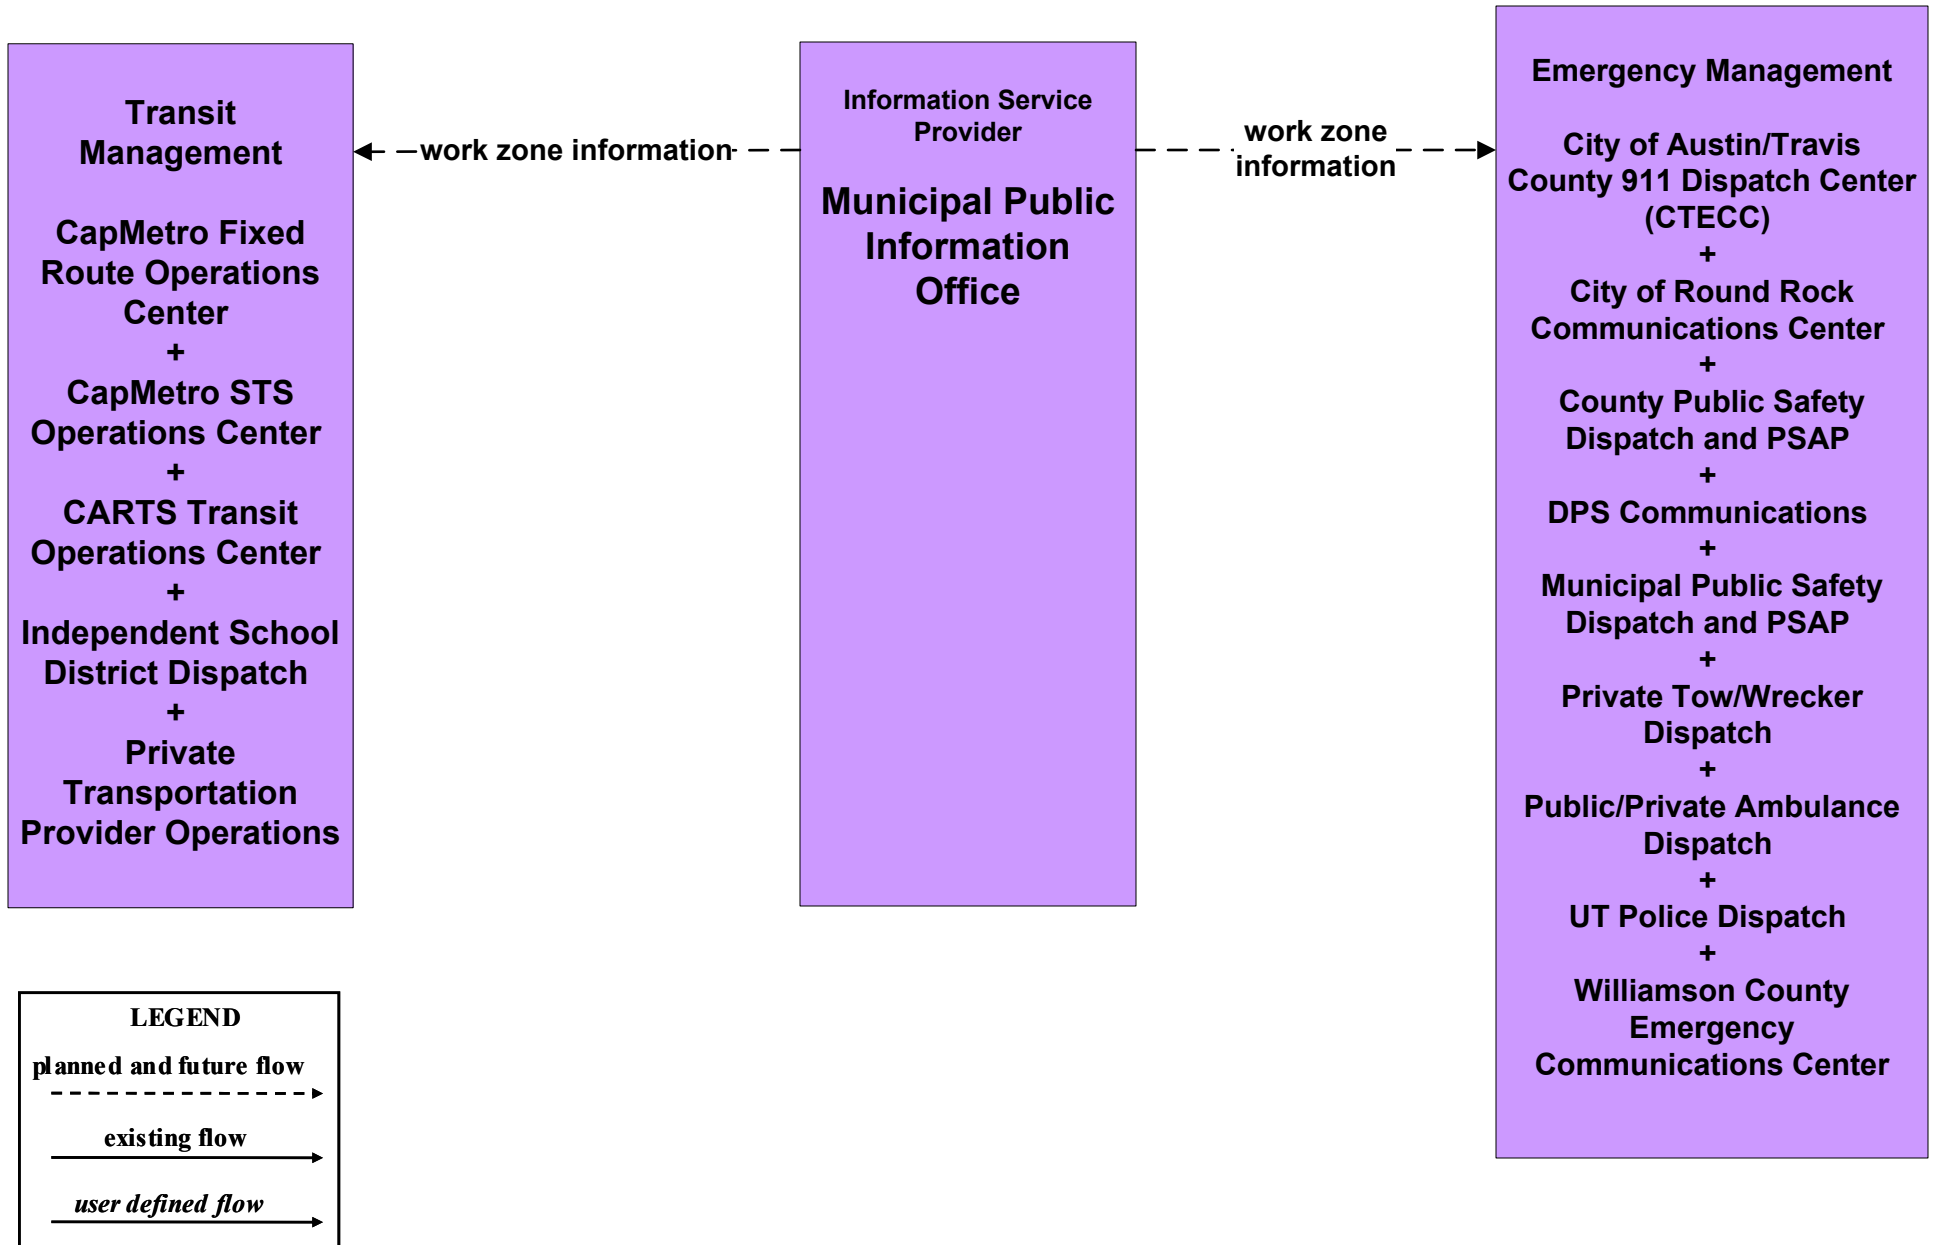 Transit
Management
CapMetro Fixed
Route Operations
Center
+
CapMetro STS
Operations Center
+
CARTS Transit
Operations Center
+
Independent School
District Dispatch
+
Private
Transportation
Provider Operations
work zone information
Information Service
Provider
Municipal Public
Information
Office
work zone
information
Emergency Management
City of Austin/Travis
County 911 Dispatch Center
(CTECC)
+
City of Round Rock
Communications Center
+
County Public Safety
Dispatch and PSAP
+
DPS Communications
+
Municipal Public Safety
Dispatch and PSAP
+
Private Tow/Wrecker
Dispatch
+
Public/Private Ambulance
Dispatch
+
UT Police Dispatch
+
Williamson County
Emergency
Communications Center
LEGEND
planned and future flow
existing flow
user defined flow